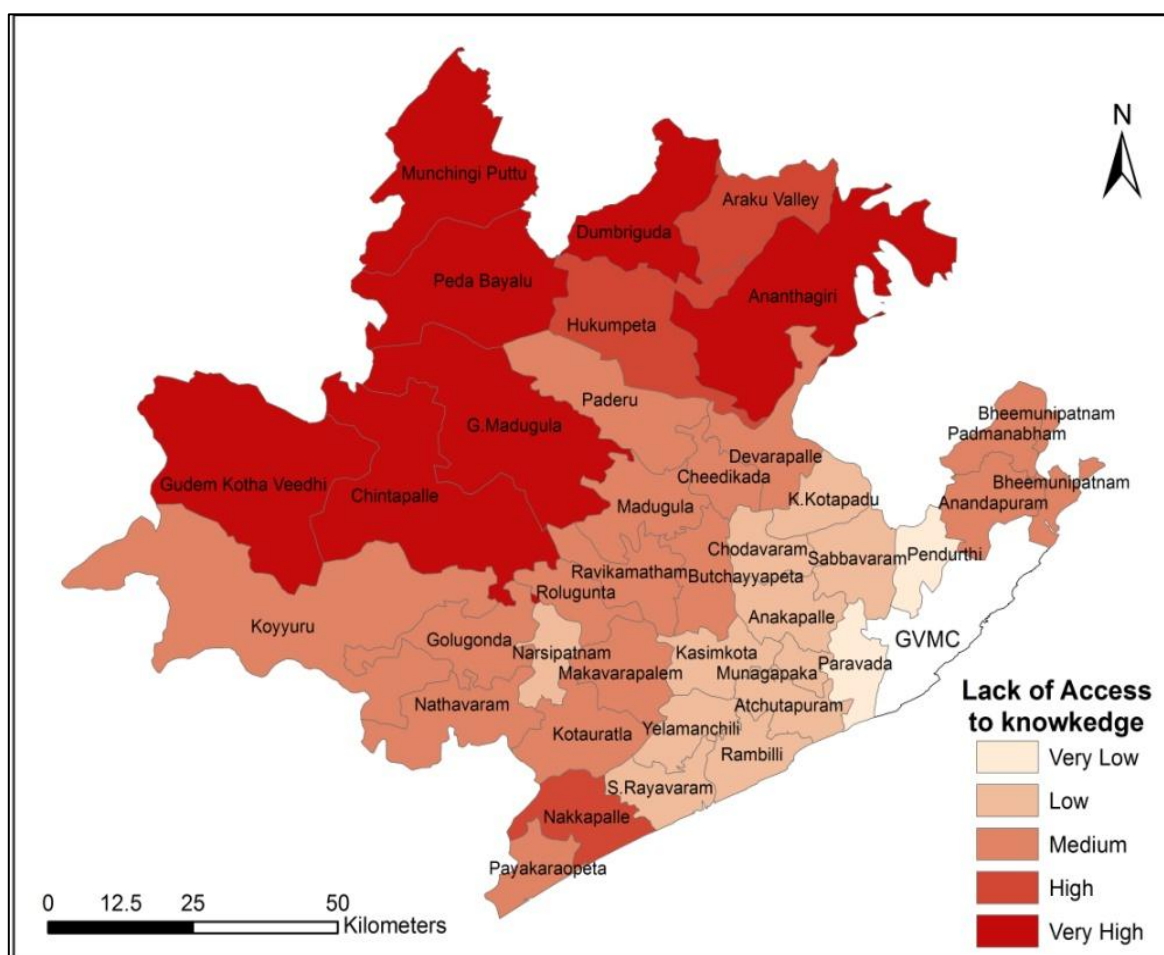 N
Munchingi Puttu
Araku Valley
Dumbriguda
Peda Bayalu
Ananthagiri
Hukumpeta
Paderu
G.Madugula
Bheemunipatnam
Padmanabham
Devarapalle
Cheedikada
Gudem Kotha Veedhi
Chintapalle
Bheemunipatnam
Anandapuram
K.Kotapadu
Madugula
Chodavaram
Sabbavaram
Pendurthi
Ravikamatham
Butchayyapeta
Rolugunta
Anakapalle
Koyyuru
Golugonda
GVMC
Narsipatnam
Kasimkota
Paravada
Makavarapalem
Munagapaka
Nathavaram
Atchutapuram
Kotauratla
Yelamanchili
Rambilli
S.Rayavaram
Nakkapalle
Payakaraopeta
Lack of Access
to knowkedge
Very Low
Low
Medium
High
Very High
0 12.5 25 50
Kilometers